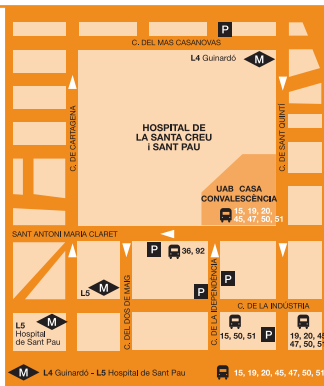 P
C. DEL MAS CASANOVAS
L4 Guinardó M
C. DE CARTAGENA
HOSPITAL DE
LA SANTA CREU
i SANT PAU
C. DE SANT QUINTÍ
UAB CASA
CONVALESCÈNCIA
15, 19, 20,
45, 47, 50, 51
SANT ANTONI MARIA CLARET
P
36, 92
L5 M
C. DEL DOS DE MAIG
C. DE LA IDEPENDÈNCIA
P
P
C. DE LA INDÚSTRIA
M
L5
Hospital
de Sant Pau
15, 50, 51
P
19, 20, 45
47, 50, 51
M L4 Guinardó - L5 Hospital de Sant Pau
15, 19, 20, 45, 47, 50, 51